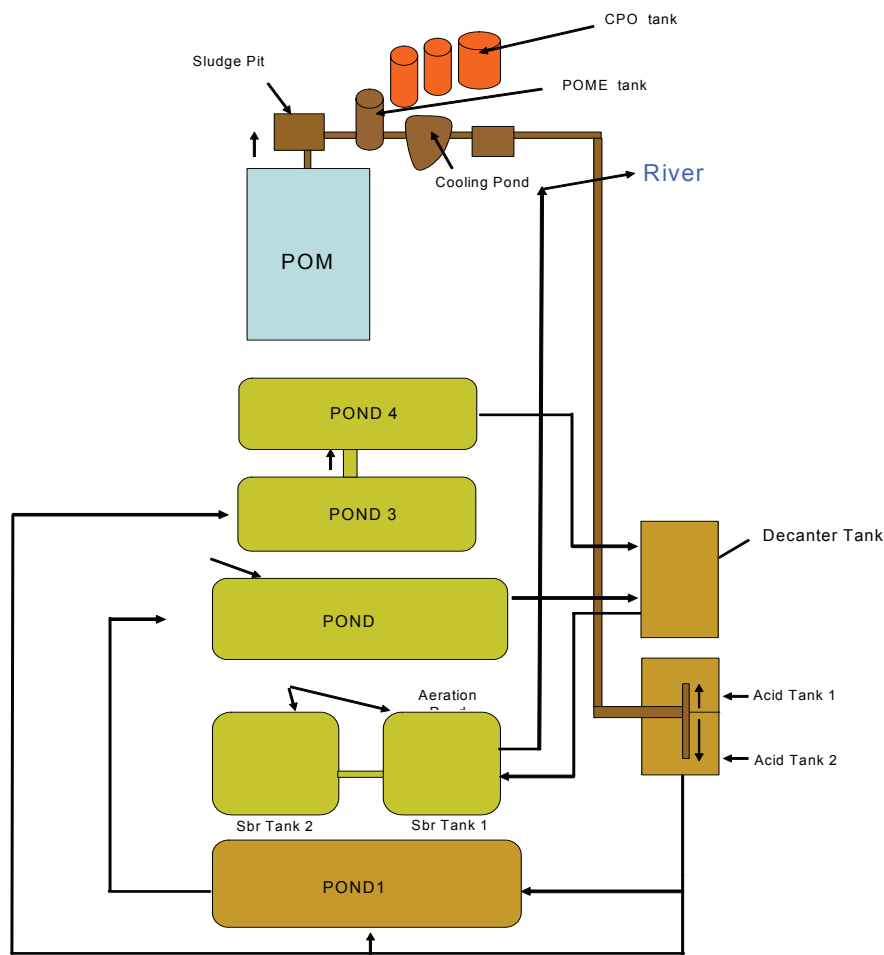 CPO tank
Sludge Pit
POME tank
Cooling Pond
River
POM
POND 4
POND 3
Decanter Tank
POND
Aeration
Acid Tank 1
Acid Tank 2
Sbr Tank 2
Sbr Tank 1
POND1